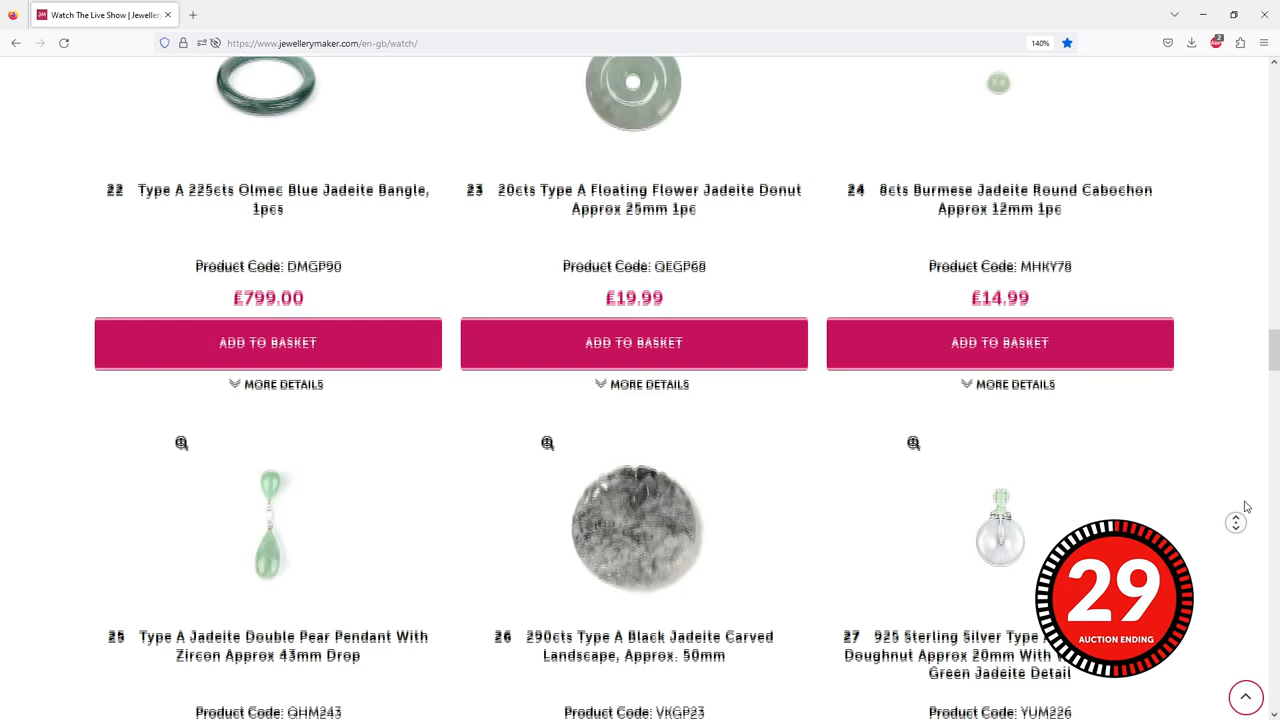 Watch The Live Show | Jeweller
https://www.jewellerymaker.com/en-gb/watch/
140%
2
22 Type A 225cts Olmec Blue Jadeite Bangle,
1pcs
Product Code: DMGP90
£799.00
ADD TO BASKET
MORE DETAILS
23 20cts Type A Floating Flower Jadeite Donut
Approx 25mm 1pc
Product Code: QEGP68
£19.99
ADD TO BASKET
MORE DETAILS
24 8cts Burmese Jadeite Round Cabochon
Approx 12mm 1pc
Product Code: MHKY78
£14.99
ADD TO BASKET
MORE DETAILS
25 Type A Jadeite Double Pear Pendant With
Zircon Approx 43mm Drop
Product Code: QHM243
26 290cts Type A Black Jadeite Carved
Landscape, Approx. 50mm
Product Code: VKGP23
27 925 Sterling Silver Type
Doughnut Approx 20mm With
Green Jadeite Detail
Product Code: YUM226
29
AUCTION ENDING